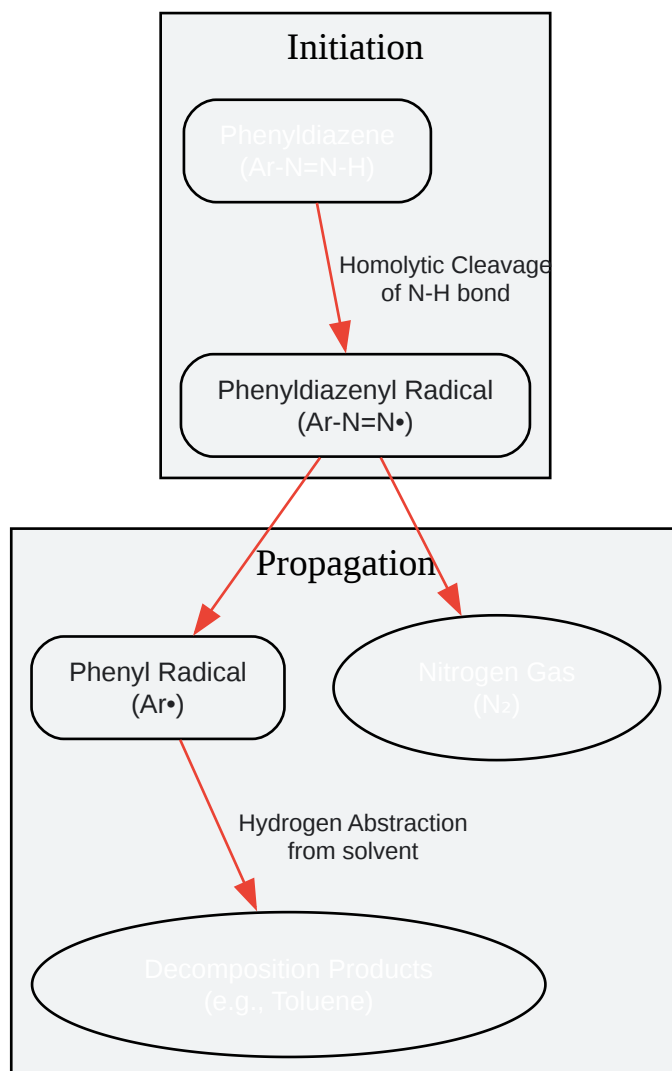 Initiation
Phenyldiazene
(Ar-N=N-H)
Homolytic Cleavage
of N-H bond
Phenyldiazenyl Radical
(Ar-N=N•)
Propagation
Phenyl Radical
(Ar•)
Nitrogen Gas
(N₂)
Hydrogen Abstraction
from solvent
Decomposition Products
(e.g., Toluene)